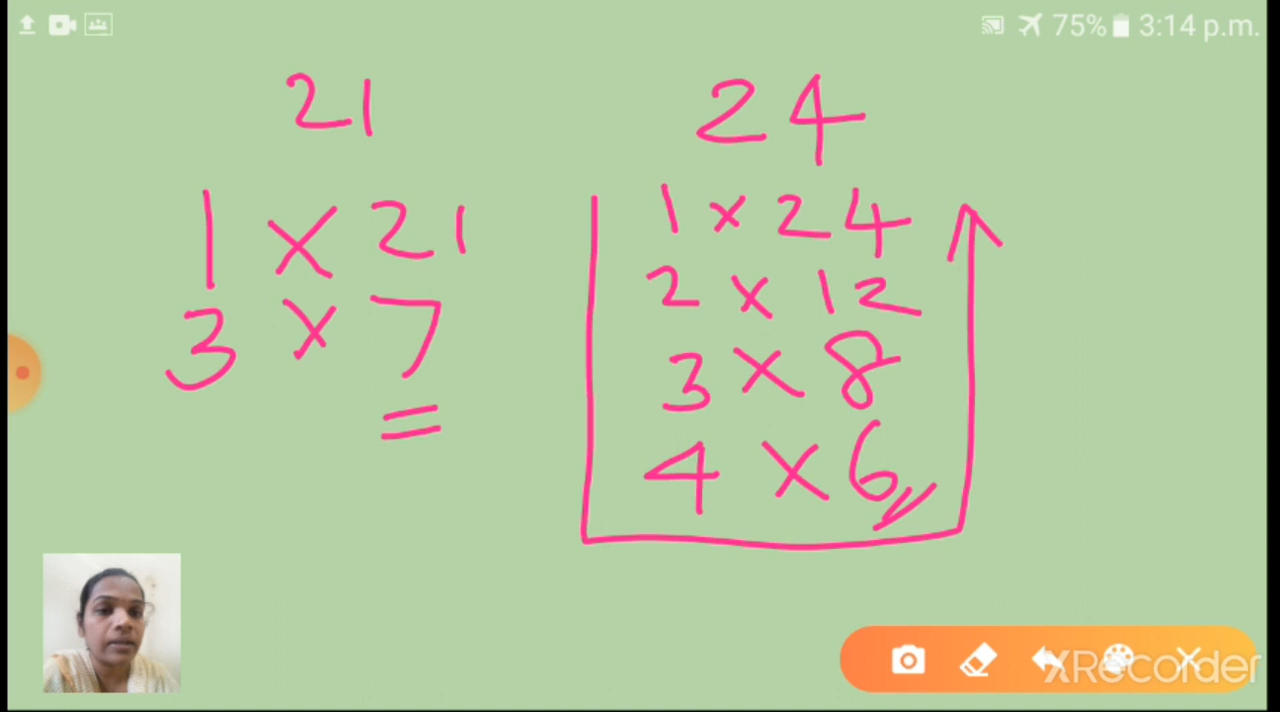 75% 3:14 p.m.
21
1 x 21
3 x 7
24
1 x 24
2 x 12
3 x 8
4 x 6
XRecorder